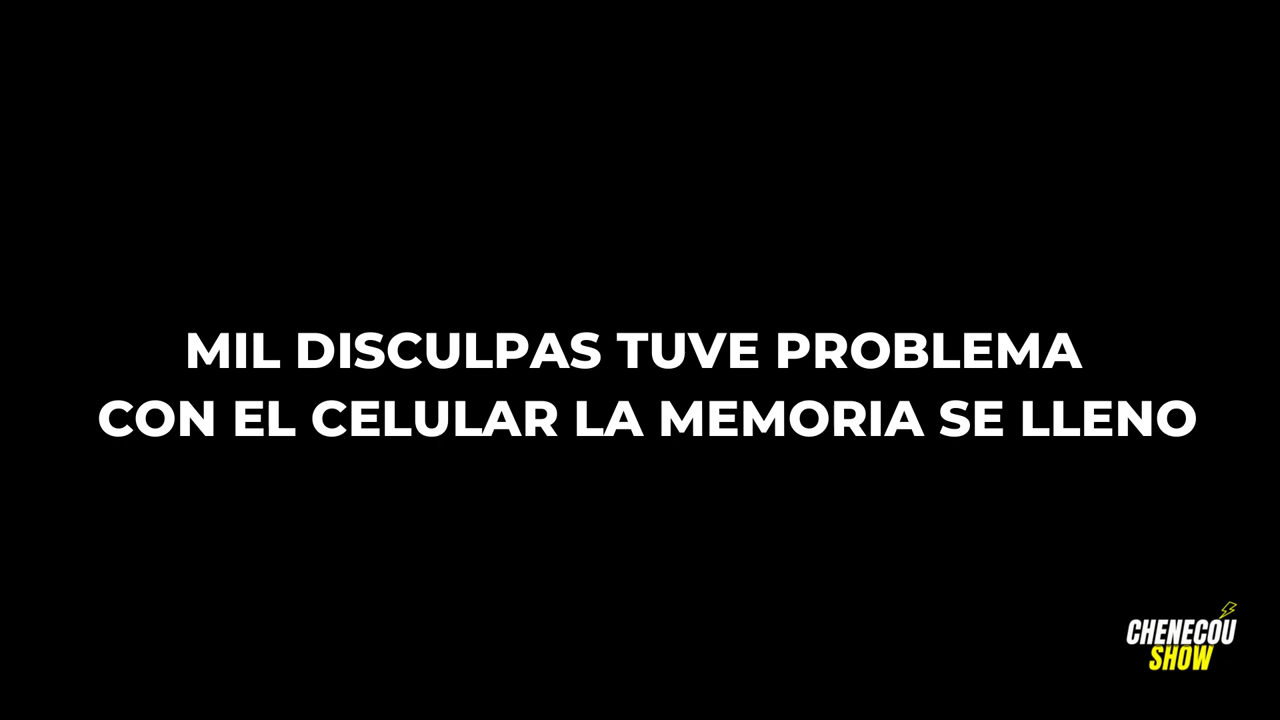 MIL DISCULPAS TUVE PROBLEMA
CON EL CELULAR LA MEMORIA SE LLENO
CHENECOU
SHOW